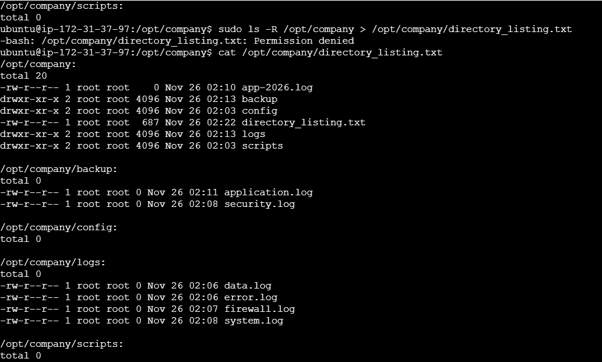 /opt/company/scripts:
total 0
ubuntu@ip-172-31-37-97:/opt/company$ sudo ls -R /opt/company > /opt/company/directory_listing.txt
-bash: /opt/company/directory_listing.txt: Permission denied
ubuntu@ip-172-31-37-97:/opt/company$ cat /opt/company/directory_listing.txt
/opt/company:
total 20
-rw-r--r-- 1 root root    0 Nov 26 02:10 app-2026.log
drwxr-xr-x 2 root root 4096 Nov 26 02:13 backup
drwxr-xr-x 2 root root 4096 Nov 26 02:03 config
-rw-r--r-- 1 root root  687 Nov 26 02:22 directory_listing.txt
drwxr-xr-x 2 root root 4096 Nov 26 02:13 logs
drwxr-xr-x 2 root root 4096 Nov 26 02:03 scripts

/opt/company/backup:
total 0
-rw-r--r-- 1 root root 0 Nov 26 02:11 application.log
-rw-r--r-- 1 root root 0 Nov 26 02:08 security.log

/opt/company/config:
total 0

/opt/company/logs:
total 0
-rw-r--r-- 1 root root 0 Nov 26 02:06 data.log
-rw-r--r-- 1 root root 0 Nov 26 02:06 error.log
-rw-r--r-- 1 root root 0 Nov 26 02:07 firewall.log
-rw-r--r-- 1 root root 0 Nov 26 02:08 system.log

/opt/company/scripts:
total 0